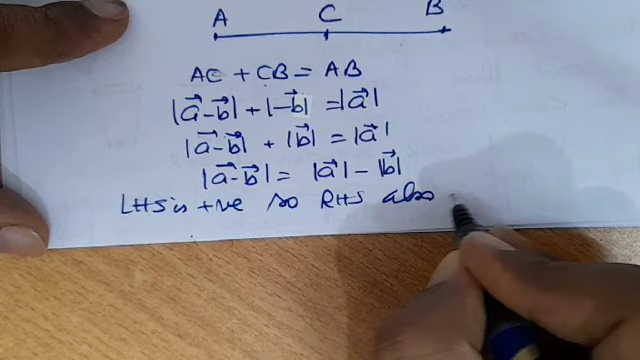 A C B
AC + CB = AB
|a⃗-b⃗| + |-b⃗| = |a⃗|
|a⃗-b⃗| + |b⃗| = |a⃗|
|a⃗-b⃗| = |a⃗| - |b⃗|
LHS is +ve so RHS also